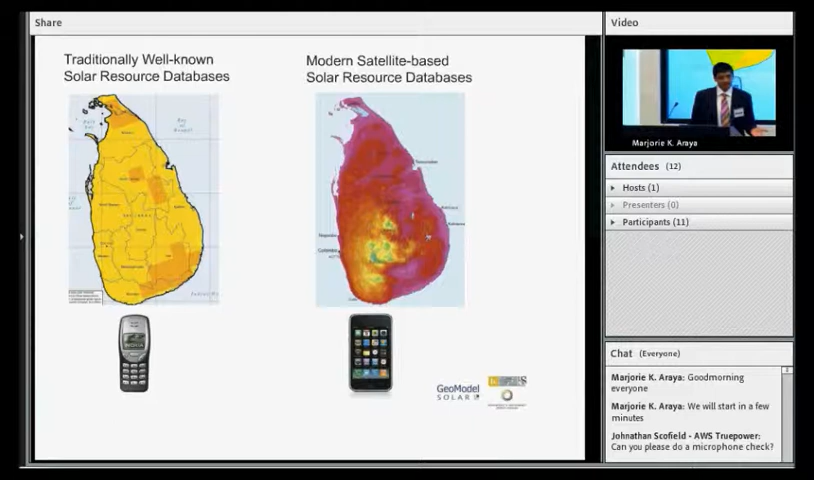 Share
Traditionally Well-known
Solar Resource Databases
Modern Satellite-based
Solar Resource Databases
NOKIA
GeoModel
SOLAR
Video
Marjorie K. Araya
Attendees (12)
Hosts (1)
Presenters (0)
Participants (11)
Chat (Everyone)
Marjorie K. Araya: Goodmorning
everyone
Marjorie K. Araya: We will start in a few
minutes
Johnathan Scofield - AWS Truepower:
Can you please do a microphone check?